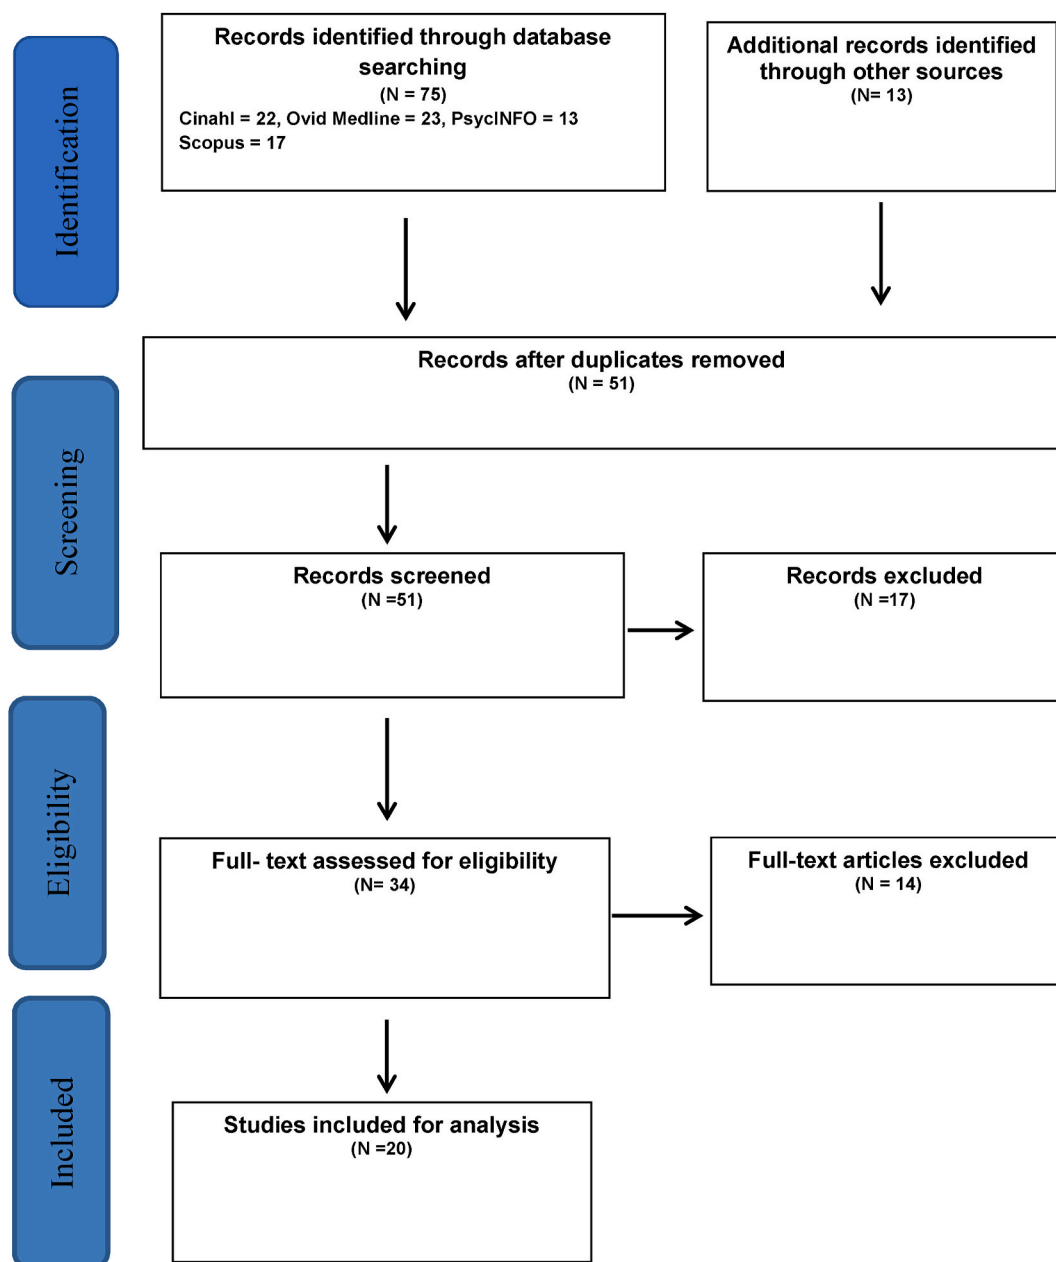 Identification
Records identified through database
searching
(N = 75)
Cinahl = 22, Ovid Medline = 23, PsycINFO = 13
Scopus = 17
Additional records identified
through other sources
(N= 13)
Screening
Records after duplicates removed
(N = 51)
Records screened
(N =51)
Records excluded
(N =17)
Eligibility
Full- text assessed for eligibility
(N= 34)
Full-text articles excluded
(N = 14)
Included
Studies included for analysis
(N =20)